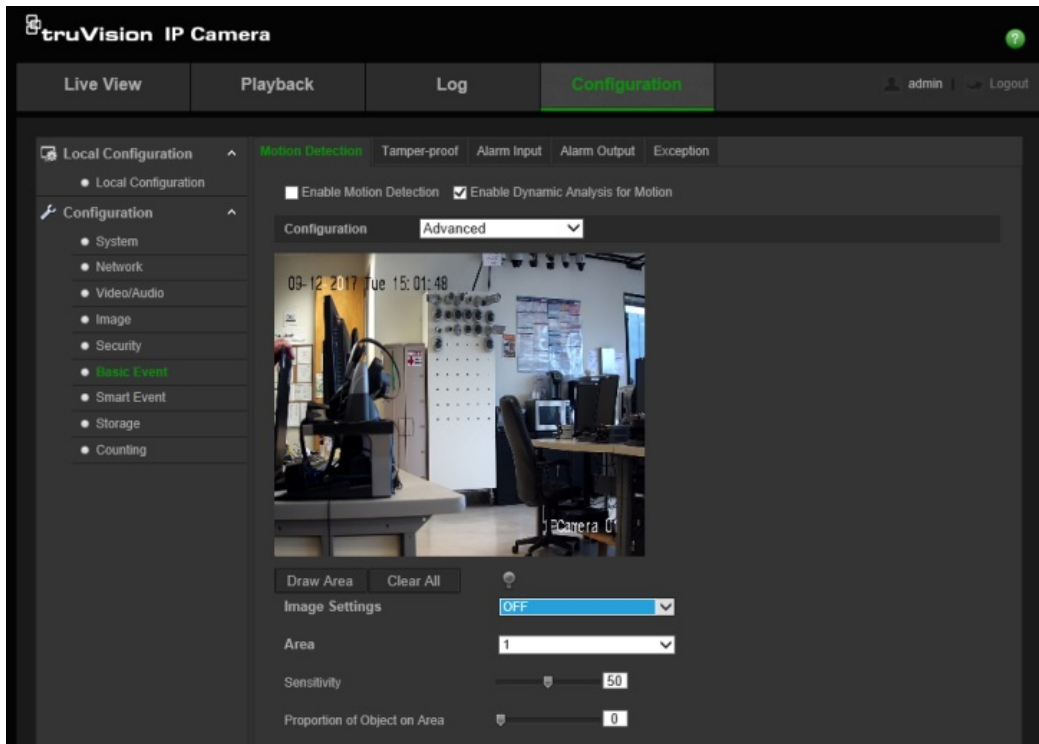 truVision IP Camera
?
Live View
Playback
Log
Configuration
admin | Logout
Local Configuration
Local Configuration
Configuration
System
Network
Video/Audio
Image
Security
Basic Event
Smart Event
Storage
Counting
Motion Detection
Tamper-proof
Alarm Input
Alarm Output
Exception
Enable Motion Detection
Enable Dynamic Analysis for Motion
Configuration
Advanced
09-12-2017 Tue 15:01:48
IPCamera 01
Draw Area
Clear All
Image Settings
OFF
Area
1
Sensitivity
50
Proportion of Object on Area
0